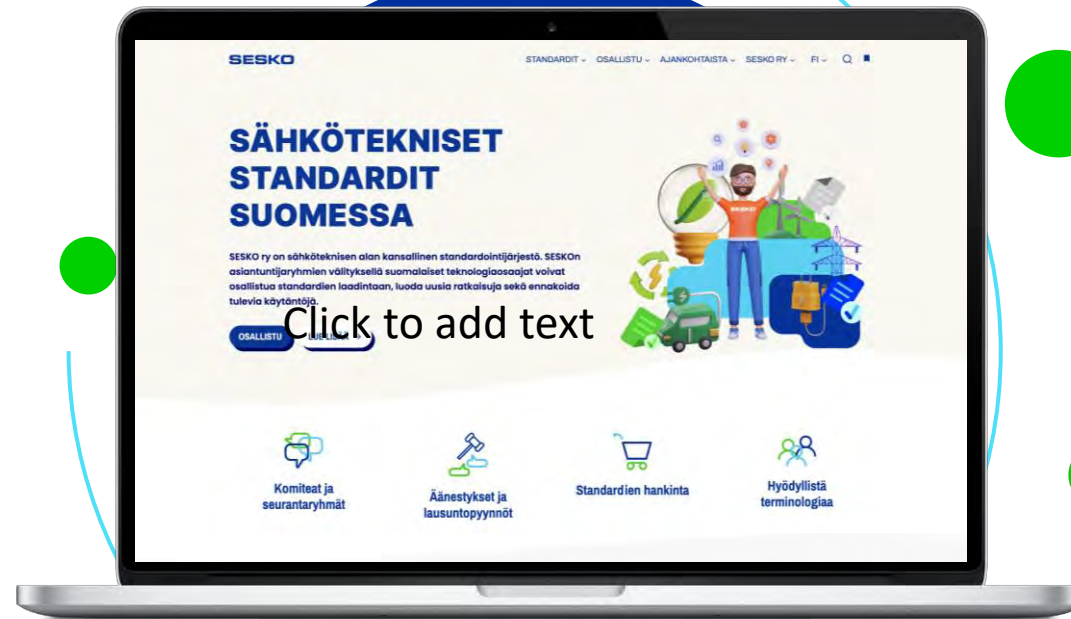 SESKO
STANDARDIT OSALLISTU AJANKOHTAISTA SESKO RY FI
SÄHKÖTEKNISET
STANDARDIT
SUOMESSA
SESKO
SESKO ry on sähköteknisen alan kansallinen standardointijärjestö. SESKOn
asiantuntijaryhmien välityksellä suomalaiset teknologiaosaajat voivat
osallistua standardien laadintaan, luoda uusia ratkaisuja sekä ennakoida
tulevia käytäntöjä.
Click to add text
OSALLISTU LUE LISÄÄ
Komiteat ja
seurantaryhmät
Äänestykset ja
lausuntopyynnöt
Standardien hankinta
Hyödyllistä
terminologiaa